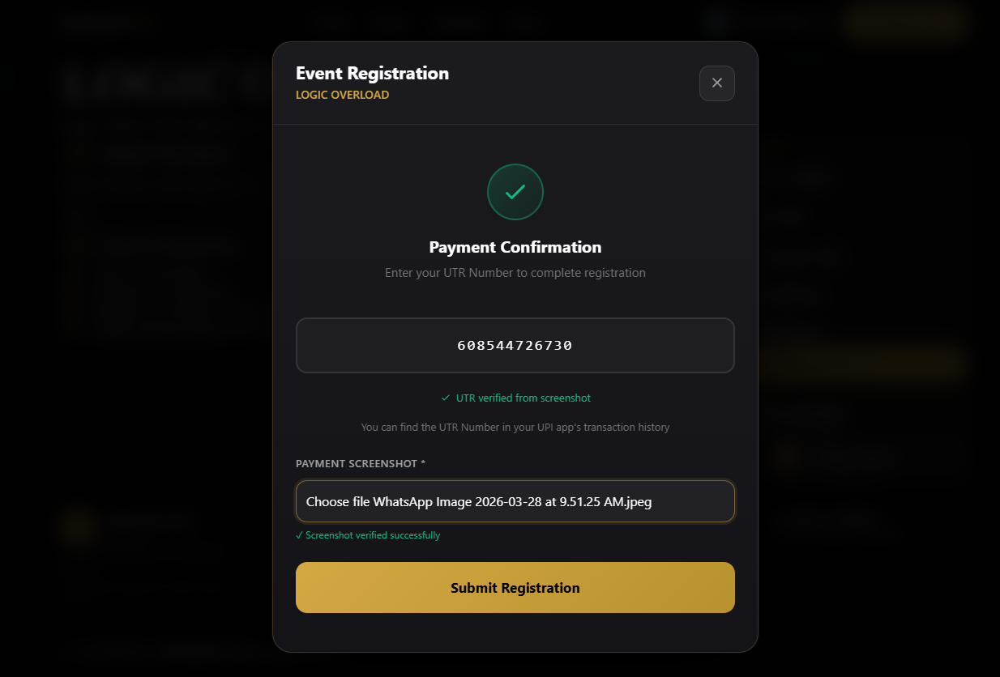 Event Registration
LOGIC OVERLOAD
Payment Confirmation
Enter your UTR Number to complete registration
608544726730
✓ UTR verified from screenshot
You can find the UTR Number in your UPI app's transaction history
PAYMENT SCREENSHOT *
Choose file WhatsApp Image 2026-03-28 at 9.51.25 AM.jpeg
✓ Screenshot verified successfully
Submit Registration